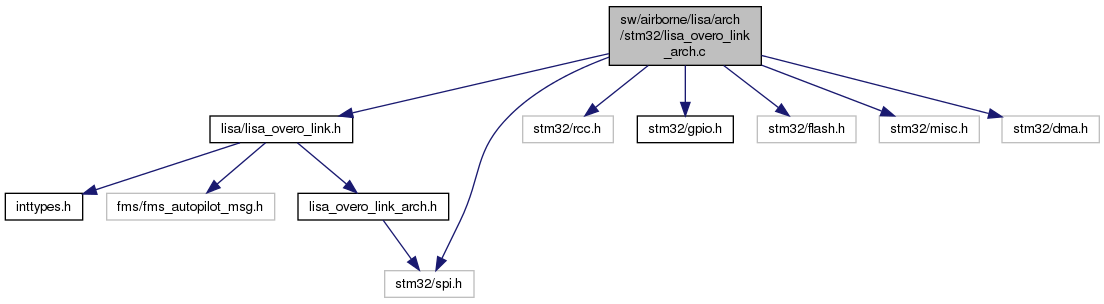 sw/airborne/lisa/arch
/stm32/lisa_overo_link
_arch.c
lisa/lisa_overo_link.h
stm32/rcc.h
stm32/gpio.h
stm32/flash.h
stm32/misc.h
stm32/dma.h
inttypes.h
fms/fms_autopilot_msg.h
lisa_overo_link_arch.h
stm32/spi.h